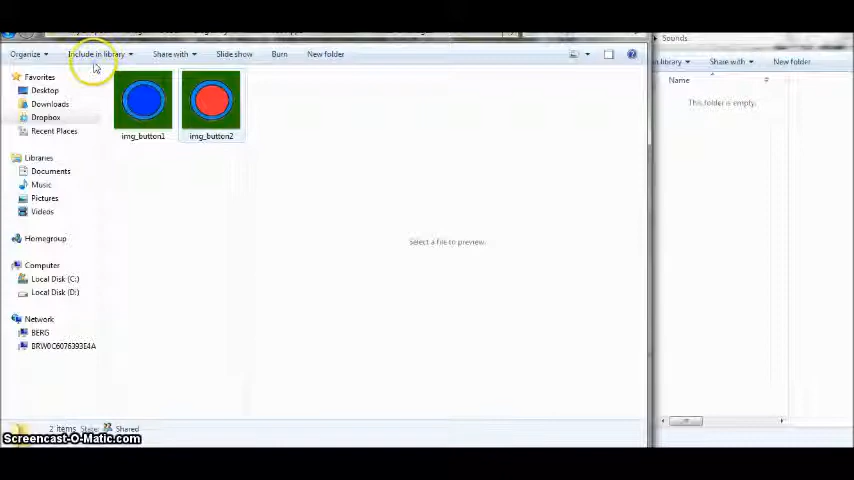 Sounds
Organize Include in library Share with Slide show Burn New folder
n library Share with New folder
Favorites
Desktop
Downloads
Dropbox
Recent Places
Libraries
Documents
Music
Pictures
Videos
Homegroup
Computer
Local Disk (C:)
Local Disk (D:)
Network
BERG
BRW0C6076393E4A
img_button1
img_button2
Select a file to preview.
Name
This folder is empty.
2 items State: Shared
Screencast-O-Matic.com